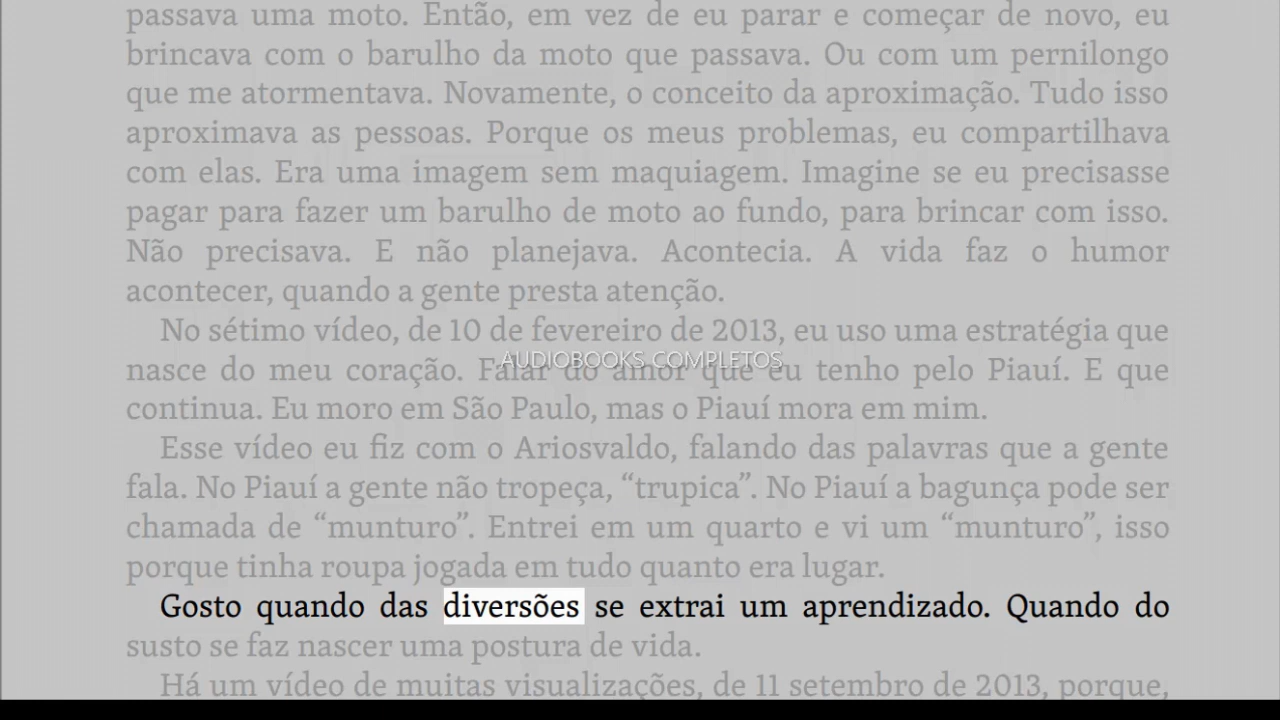 passava uma moto. Então, em vez de eu parar e começar de novo, eu
brincava com o barulho da moto que passava. Ou com um pernilongo
que me atormentava. Novamente, o conceito da aproximação. Tudo isso
aproximava as pessoas. Porque os meus problemas, eu compartilhava
com elas. Era uma imagem sem maquiagem. Imagine se eu precisasse
pagar para fazer um barulho de moto ao fundo, para brincar com isso.
Não precisava. E não planejava. Acontecia. A vida faz o humor
acontecer, quando a gente presta atenção.
No sétimo vídeo, de 10 de fevereiro de 2013, eu uso uma estratégia que
AUDIOBOOKS COMPLETOS
nasce do meu coração. Falar do amor que eu tenho pelo Piauí. E que
continua. Eu moro em São Paulo, mas o Piauí mora em mim.
Esse vídeo eu fiz com o Ariosvaldo, falando das palavras que a gente
fala. No Piauí a gente não tropeça, “trupica”. No Piauí a bagunça pode ser
chamada de “munturo”. Entrei em um quarto e vi um “munturo”, isso
porque tinha roupa jogada em tudo quanto era lugar.
Gosto quando das diversões se extrai um aprendizado. Quando do
susto se faz nascer uma postura de vida.
Há um vídeo de muitas visualizações, de 11 setembro de 2013, porque,